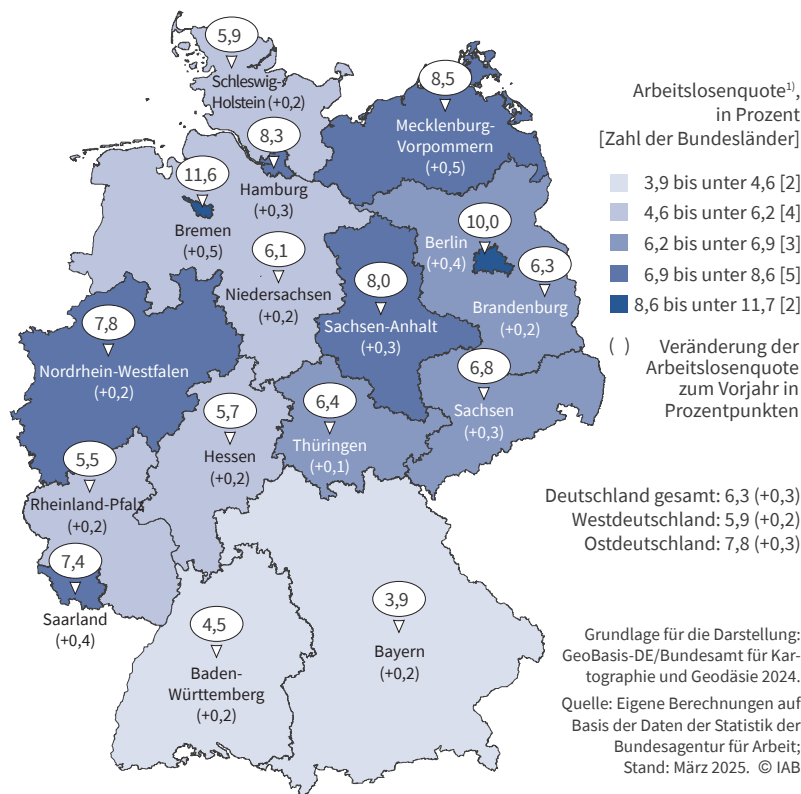 5,9
Schleswig-
Holstein (+0,2)
8,5
Mecklenburg-
Vorpommern
(+0,5)
8,3
Hamburg
(+0,3)
11,6
Bremen
(+0,5)
10,0
Berlin
(+0,4)
6,1
Niedersachsen
(+0,2)
8,0
Sachsen-Anhalt
(+0,3)
6,3
Brandenburg
(+0,2)
7,8
Nordrhein-Westfalen
(+0,2)
5,7
Hessen
(+0,2)
6,4
Thüringen
(+0,1)
6,8
Sachsen
(+0,3)
5,5
Rheinland-Pfalz
(+0,2)
7,4
Saarland
(+0,4)
4,5
Baden-
Württemberg
(+0,2)
3,9
Bayern
(+0,2)
Arbeitslosenquote¹⁾,
in Prozent
[Zahl der Bundesländer]
3,9 bis unter 4,6 [2]
4,6 bis unter 6,2 [4]
6,2 bis unter 6,9 [3]
6,9 bis unter 8,6 [5]
8,6 bis unter 11,7 [2]
( ) Veränderung der
Arbeitslosenquote
zum Vorjahr in
Prozentpunkten
Deutschland gesamt: 6,3 (+0,3)
Westdeutschland: 5,9 (+0,2)
Ostdeutschland: 7,8 (+0,3)
Grundlage für die Darstellung:
GeoBasis-DE/Bundesamt für Kar-
tographie und Geodäsie 2024.
Quelle: Eigene Berechnungen auf
Basis der Daten der Statistik der
Bundesagentur für Arbeit;
Stand: März 2025. © IAB